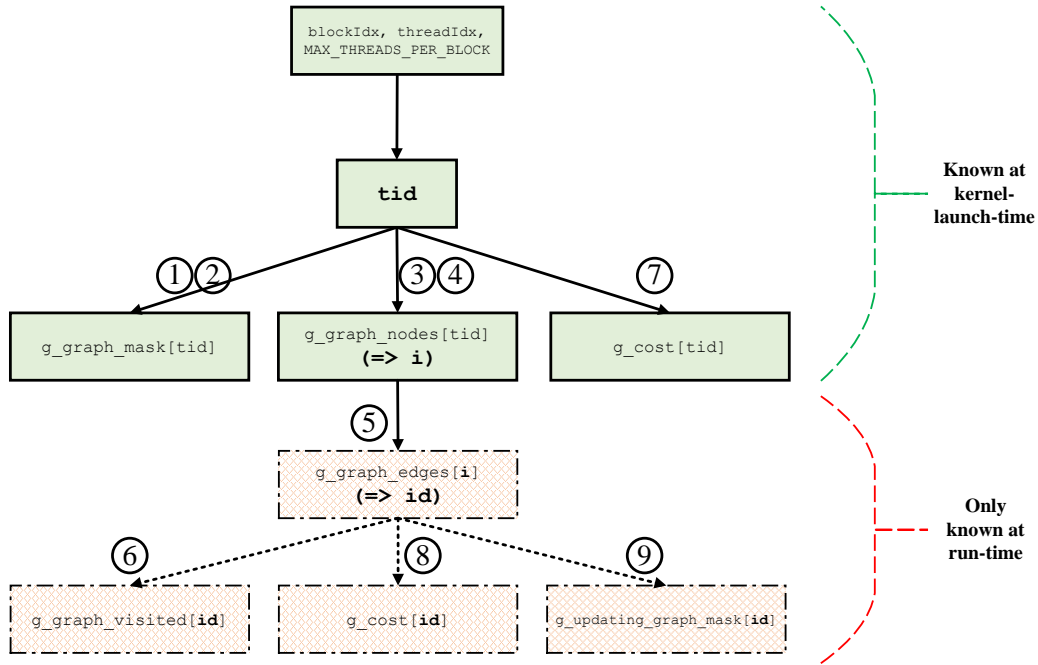 blockIdx, threadIdx,
MAX_THREADS_PER_BLOCK
tid
Known at
kernel-
launch-time
1 2
3 4
7
g_graph_mask[tid]
g_graph_nodes[tid]
(=> i)
g_cost[tid]
5
g_graph_edges[i]
(=> id)
Only
known at
run-time
6
8
9
g_graph_visited[id]
g_cost[id]
g_updating_graph_mask[id]